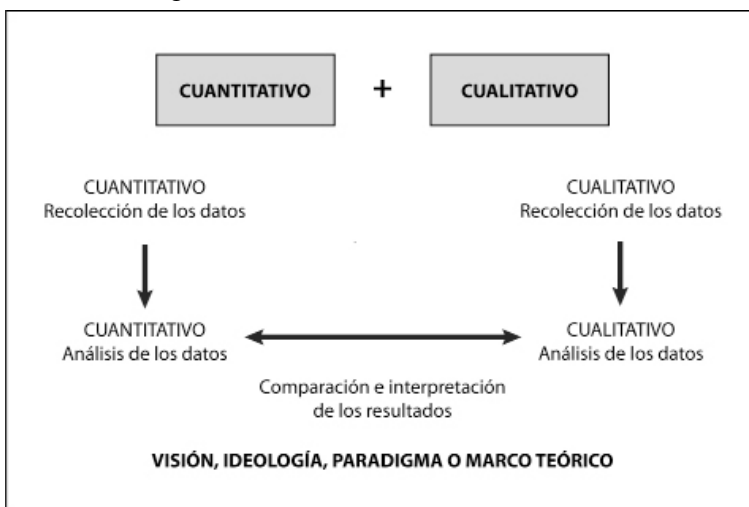 CUANTITATIVO + CUALITATIVO
CUANTITATIVO
Recolección de los datos
CUALITATIVO
Recolección de los datos
CUANTITATIVO
Análisis de los datos
CUALITATIVO
Análisis de los datos
Comparación e interpretación
de los resultados
VISIÓN, IDEOLOGÍA, PARADIGMA O MARCO TEÓRICO